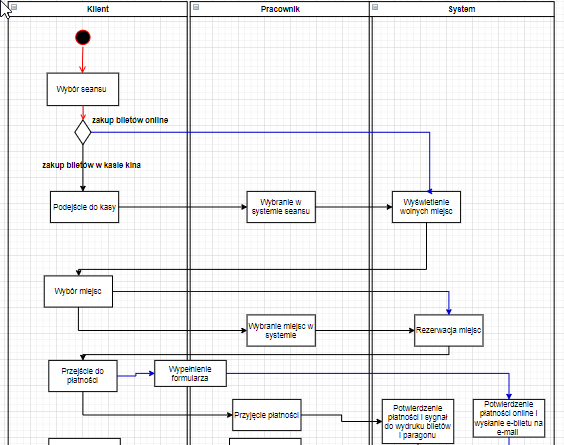 Klient
Pracownik
System
Wybór seansu
zakup biletów online
zakup biletów w kasie kina
Podejście do kasy
Wybranie w
systemie seansu
Wyświetlenie
wolnych miejsc
Wybór miejsc
Wybranie miejsc w
systemie
Rezerwacja miejsc
Przejście do
płatności
Wypełnienie
formularza
Przyjęcie płatności
Potwierdzenie
płatności i sygnał
do wydruku biletów
i paragonu
Potwierdzenie
płatności online i
wysłanie e-biletu na
e-mail